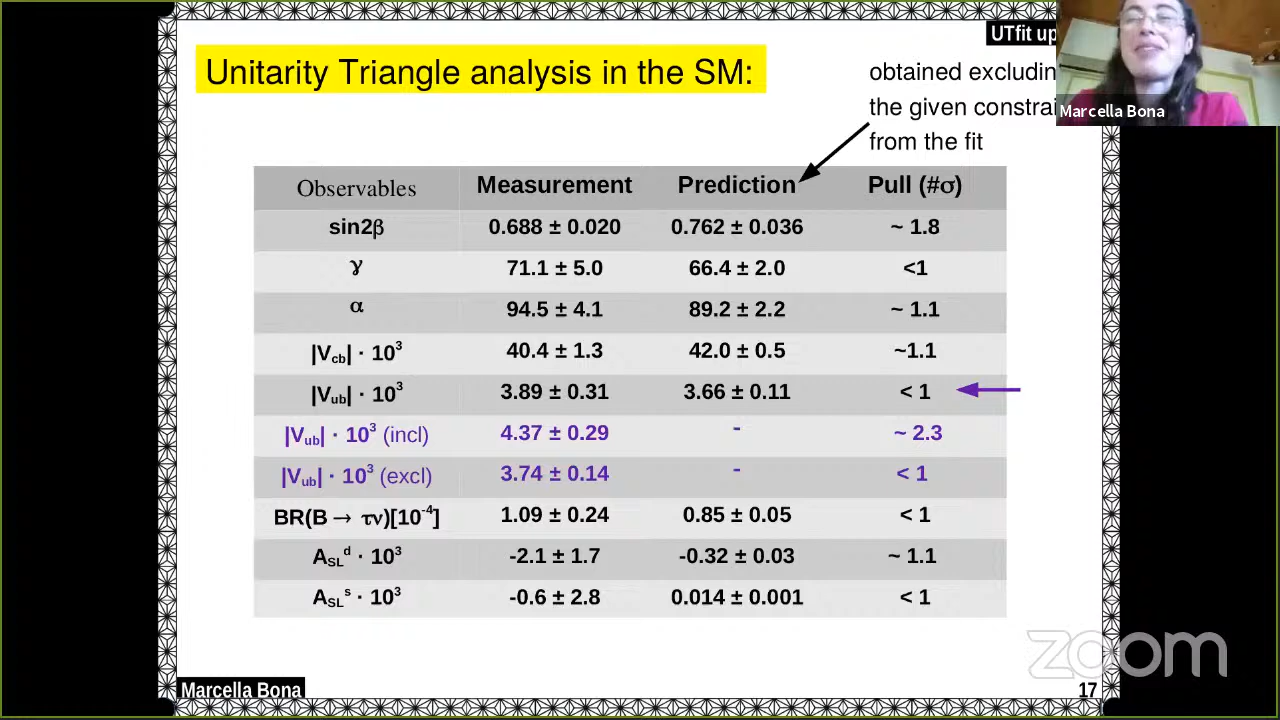 UTfit up
Unitarity Triangle analysis in the SM:
obtained excludin
the given constrai
from the fit
Marcella Bona
Observables Measurement Prediction Pull (#σ)
sin2β 0.688 ± 0.020 0.762 ± 0.036 ~ 1.8
γ 71.1 ± 5.0 66.4 ± 2.0 <1
α 94.5 ± 4.1 89.2 ± 2.2 ~ 1.1
|Vcb| · 10³ 40.4 ± 1.3 42.0 ± 0.5 ~1.1
|Vub| · 10³ 3.89 ± 0.31 3.66 ± 0.11 < 1
|Vub| · 10³ (incl) 4.37 ± 0.29 - ~ 2.3
|Vub| · 10³ (excl) 3.74 ± 0.14 - < 1
BR(B → τν)[10⁻⁴] 1.09 ± 0.24 0.85 ± 0.05 < 1
ASLᵈ · 10³ -2.1 ± 1.7 -0.32 ± 0.03 ~ 1.1
ASLˢ · 10³ -0.6 ± 2.8 0.014 ± 0.001 < 1
zoom
Marcella Bona 17